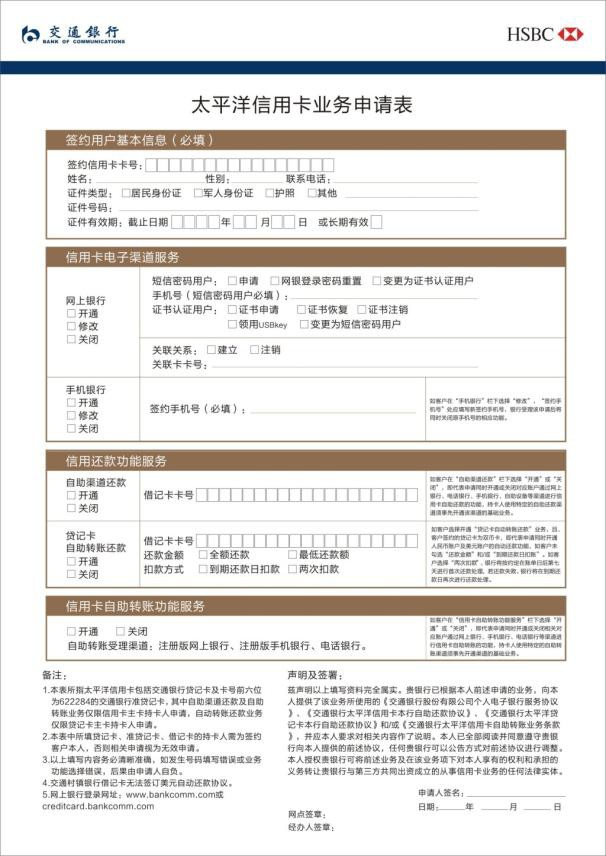 交通銀行
BANK OF COMMUNICATIONS
HSBC
太平洋信用卡业务申请表
签约用户基本信息（必填）
签约信用卡卡号：
姓名： 性别： 联系电话：
证件类型： □居民身份证 □军人身份证 □护照 □其他
证件号码：
证件有效期：截止日期 年 月 日 或长期有效 □
信用卡电子渠道服务
网上银行
□ 开通
□ 修改
□ 关闭
短信密码用户： □ 申请 □ 网银登录密码重置 □ 变更为证书认证用户
手机号（短信密码用户必填）：
证书认证用户： □ 证书申请 □ 证书恢复 □ 证书注销
□ 领用USBkey □ 变更为短信密码用户
关联关系： □ 建立 □ 注销
关联卡卡号：
手机银行
□ 开通
□ 修改
□ 关闭
签约手机号（必填）：
如客户在“手机银行”栏下选择“修改”，“签约手
机号”处应填写新签约手机号，银行受理该申请后将
同时关闭原手机号的相应功能。
信用还款功能服务
自助渠道还款
□ 开通
□ 关闭
借记卡卡号
如客户在“自助渠道还款”栏下选择“开通”或“关
闭”，即代表申请同时开通或关闭对应账户通过网上银
行、电话银行、手机银行、自助设备等渠道进行信用
卡自助还款的功能，持卡人使用特定的自助还款渠
道须事先开通该渠道的基础业务。
贷记卡
自助转账还款
□ 开通
□ 关闭
借记卡卡号
还款金额 □ 全额还款 □ 最低还款额
扣款方式 □ 到期还款日扣款 □ 两次扣款
如客户选择开通“贷记卡自动转账还款”业务，且
客户签约的贷记卡为双币卡，即代表申请同时开通
人民币账户及美元账户的自动还款功能，如客户未
勾选“还款金额”和/或“到期还款日扣账”。如客
户选择“两次扣款”，银行将按约定在账单日后第七
天进行首次还款处理。若还款失败，银行将在到期还
款日再次进行还款处理。
信用卡自助转账功能服务
□ 开通 □ 关闭
自助转账受理渠道：注册版网上银行、注册版手机银行、电话银行。
如客户在“信用卡自助转账功能服务”栏下选择“开
通”或“关闭”，即代表申请同时开通或关闭相关对
应账户通过网上银行、手机银行、电话银行等渠道进
行信用卡自助转账的功能，持卡人使用特定的自助转账
渠道须事先开通渠道的基础业务。
备注：
1.本表所指太平洋信用卡包括交通银行贷记卡及卡号前六位
为622284的交通银行准贷记卡，其中自动渠道还款及自助
转账业务仅限信用卡主卡持卡人申请，自动转账还款业务
仅限贷记卡主卡持卡人申请。
2.本表中所填贷记卡、准贷记卡、借记卡的持卡人需为签约
客户本人，否则相关申请视为无效申请。
3.以上填写内容务必清晰准确，如发生号码填写错误或业务
功能选择错误，后果由申请人自负。
4.交通村镇银行借记卡无法签订美元自动还款协议。
5.网上银行登录网址：www.bankcomm.com或
creditcard.bankcomm.com
声明及签署：
兹声明以上填写资料完全属实。贵银行已根据本人前述申请的业务，向本
人提供了该业务所使用的《交通银行股份有限公司个人电子银行服务协议
》、《交通银行太平洋信用卡本行自助还款协议》、《交通银行太平洋贷
记卡本行自助还款协议》和/或《交通银行太平洋信用卡自助转账业务条款
》，并应本人要求对相关内容作了说明。本人已全部阅读并同意遵守贵银
行向本人提供的前述协议，任何贵银行可以公告方式对前述协议进行调整。
本人授权贵银行可将前述业务及在该业务项下对本人享有的权利和承担的
义务转让贵银行与第三方共同出资成立的从事信用卡业务的任何法律实体。
申请人签名：
日期： 年 月 日
网点签章：
经办人签章：